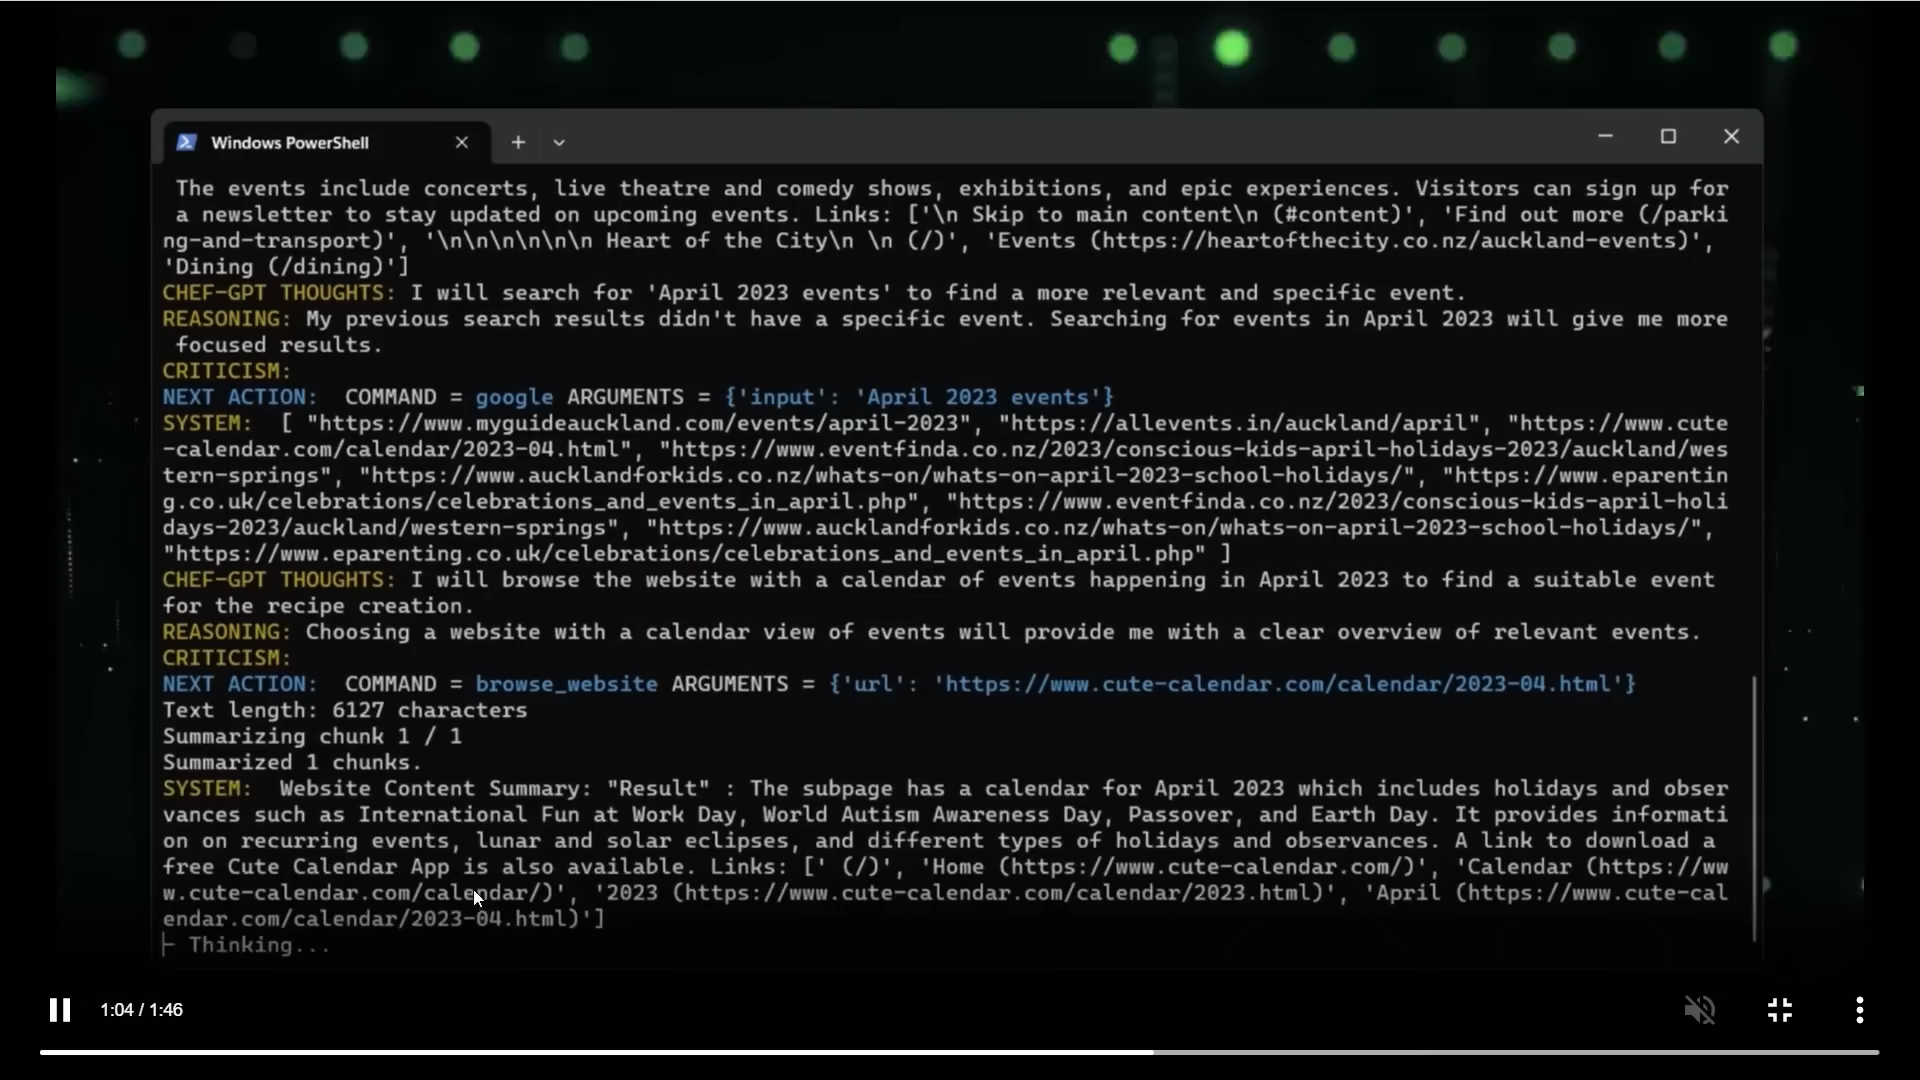 Windows PowerShell
The events include concerts, live theatre and comedy shows, exhibitions, and epic experiences. Visitors can sign up for
a newsletter to stay updated on upcoming events. Links: ['\n Skip to main content\n (#content)', 'Find out more (/parki
ng-and-transport)', '\n\n\n\n\n\n Heart of the City\n \n (/)', 'Events (https://heartofthecity.co.nz/auckland-events)',
'Dining (/dining)']
CHEF-GPT THOUGHTS: I will search for 'April 2023 events' to find a more relevant and specific event.
REASONING: My previous search results didn't have a specific event. Searching for events in April 2023 will give me more
focused results.
CRITICISM:
NEXT ACTION:  COMMAND = google ARGUMENTS = {'input': 'April 2023 events'}
SYSTEM:  [ "https://www.myguideauckland.com/events/april-2023", "https://allevents.in/auckland/april", "https://www.cute
-calendar.com/calendar/2023-04.html", "https://www.eventfinda.co.nz/2023/conscious-kids-april-holidays-2023/auckland/wes
tern-springs", "https://www.aucklandforkids.co.nz/whats-on/whats-on-april-2023-school-holidays/", "https://www.eparentin
g.co.uk/celebrations/celebrations_and_events_in_april.php", "https://www.eventfinda.co.nz/2023/conscious-kids-april-holi
days-2023/auckland/western-springs", "https://www.aucklandforkids.co.nz/whats-on/whats-on-april-2023-school-holidays/",
"https://www.eparenting.co.uk/celebrations/celebrations_and_events_in_april.php" ]
CHEF-GPT THOUGHTS: I will browse the website with a calendar of events happening in April 2023 to find a suitable event
for the recipe creation.
REASONING: Choosing a website with a calendar view of events will provide me with a clear overview of relevant events.
CRITICISM:
NEXT ACTION:  COMMAND = browse_website ARGUMENTS = {'url': 'https://www.cute-calendar.com/calendar/2023-04.html'}
Text length: 6127 characters
Summarizing chunk 1 / 1
Summarized 1 chunks.
SYSTEM:  Website Content Summary: "Result" : The subpage has a calendar for April 2023 which includes holidays and obser
vances such as International Fun at Work Day, World Autism Awareness Day, Passover, and Earth Day. It provides informati
on on recurring events, lunar and solar eclipses, and different types of holidays and observances. A link to download a
free Cute Calendar App is also available. Links: [' (/)', 'Home (https://www.cute-calendar.com/)', 'Calendar (https://ww
w.cute-calendar.com/calendar/)', '2023 (https://www.cute-calendar.com/calendar/2023.html)', 'April (https://www.cute-cal
endar.com/calendar/2023-04.html)']
- Thinking...
1:04 / 1:46